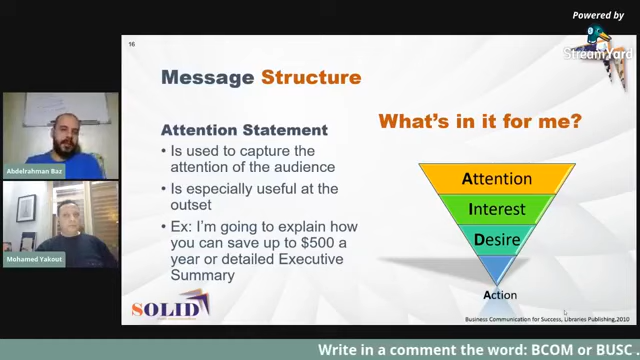 Powered by
StreamYard
16
Message Structure
What's in it for me?
Attention Statement
• Is used to capture the
attention of the audience
• Is especially useful at the
outset
• Ex: I'm going to explain how
you can save up to $500 a
year or detailed Executive
Summary
Attention
Interest
Desire
Action
Abdelrahman Baz
Mohamed Yakout
SOLID
Business Communication for Success, Libraries Publishing,2010
Write in a comment the word: BCOM or BUSC .